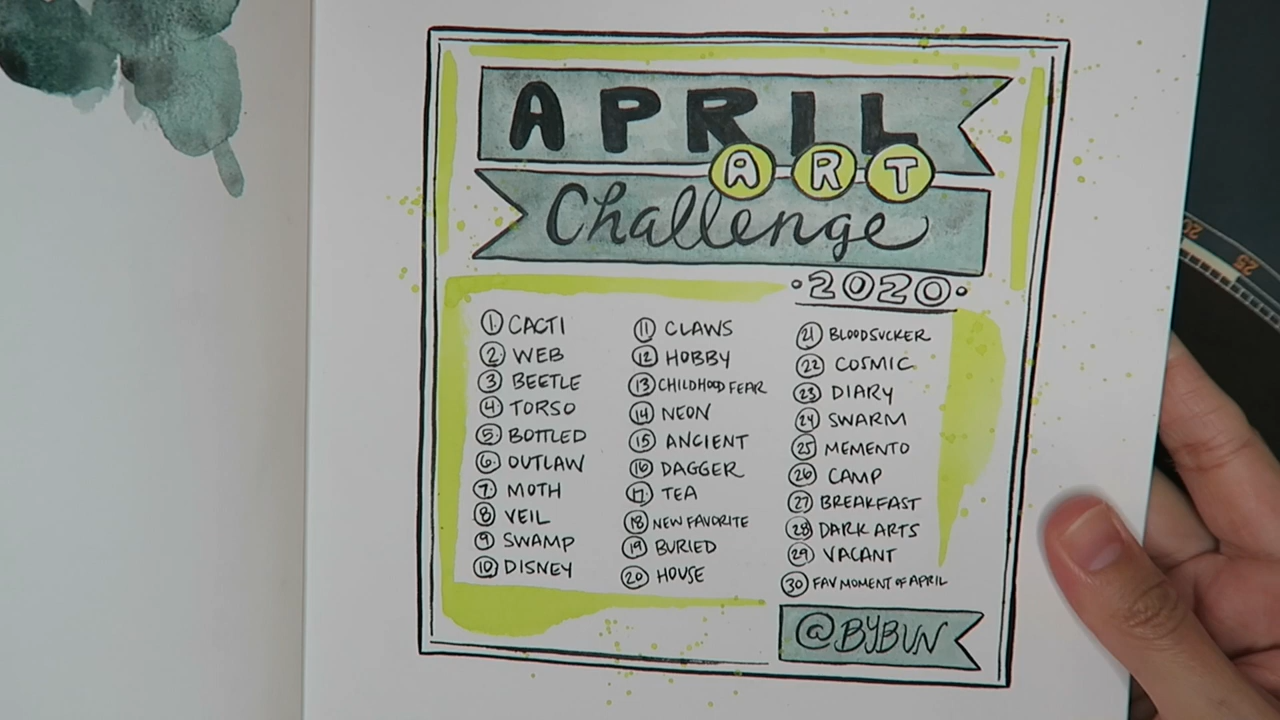 APRIL
ART
Challenge
·2020·
1. CACTI
2. WEB
3 BEETLE
4 TORSO
5. BOTTLED
6. OUTLAW
7. MOTH
8 VEIL
9 SWAMP
10 DISNEY
11 CLAWS
12 HOBBY
13 CHILDHOOD FEAR
14 NEON
15 ANCIENT
16 DAGGER
17. TEA
18 NEW FAVORITE
19 BURIED
20 HOUSE
21 BLOODSUCKER
22 COSMIC
23 DIARY
24 SWARM
25 MEMENTO
26 CAMP
27 BREAKFAST
28 DARK ARTS
29 VACANT
30 FAV MOMENT OF APRIL
@BYBUN
20
25